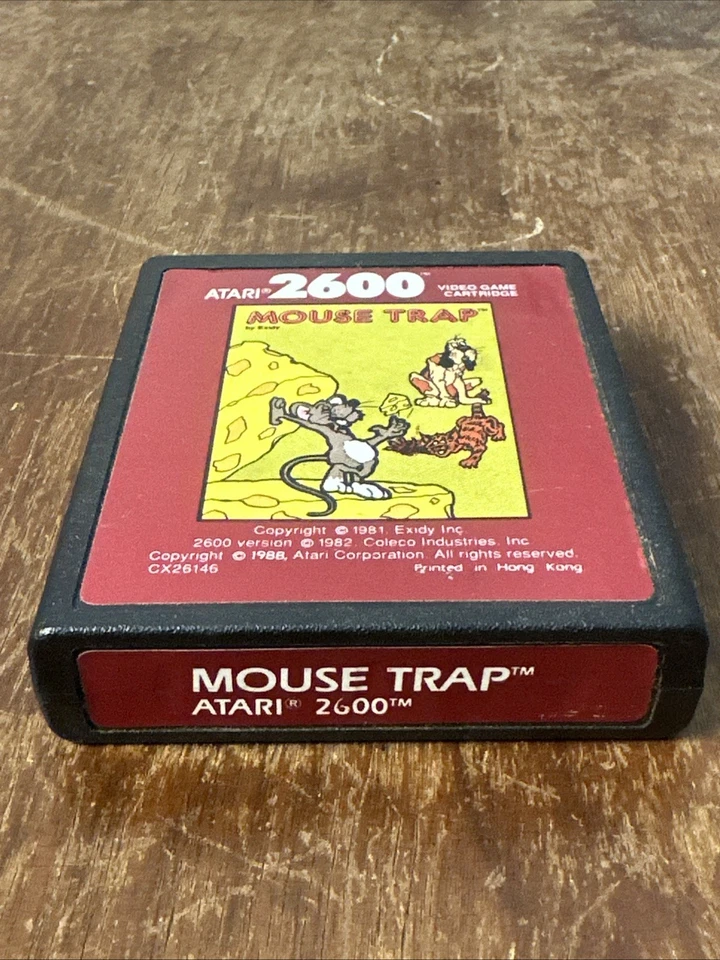 ATARI® 2600™ VIDEO GAME CARTRIDGE
MOUSE TRAP™
by Exidy
Copyright © 1981, Exidy Inc.
2600 version © 1982, Coleco Industries, Inc
Copyright © 1988, Atari Corporation. All rights reserved.
CX26146 Printed in Hong Kong.
MOUSE TRAP™
ATARI® 2600™